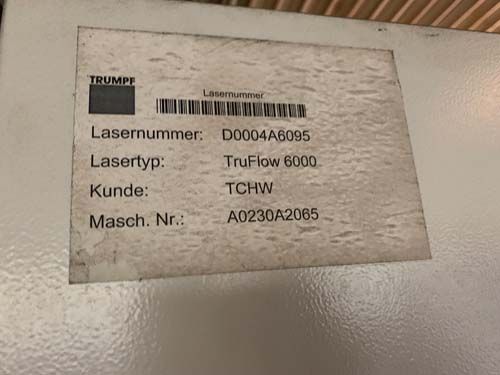 TRUMPF
Lasernummer
Lasernummer: D0004A6095
Lasertyp: TruFlow 6000
Kunde: TCHW
Masch. Nr.: A0230A2065